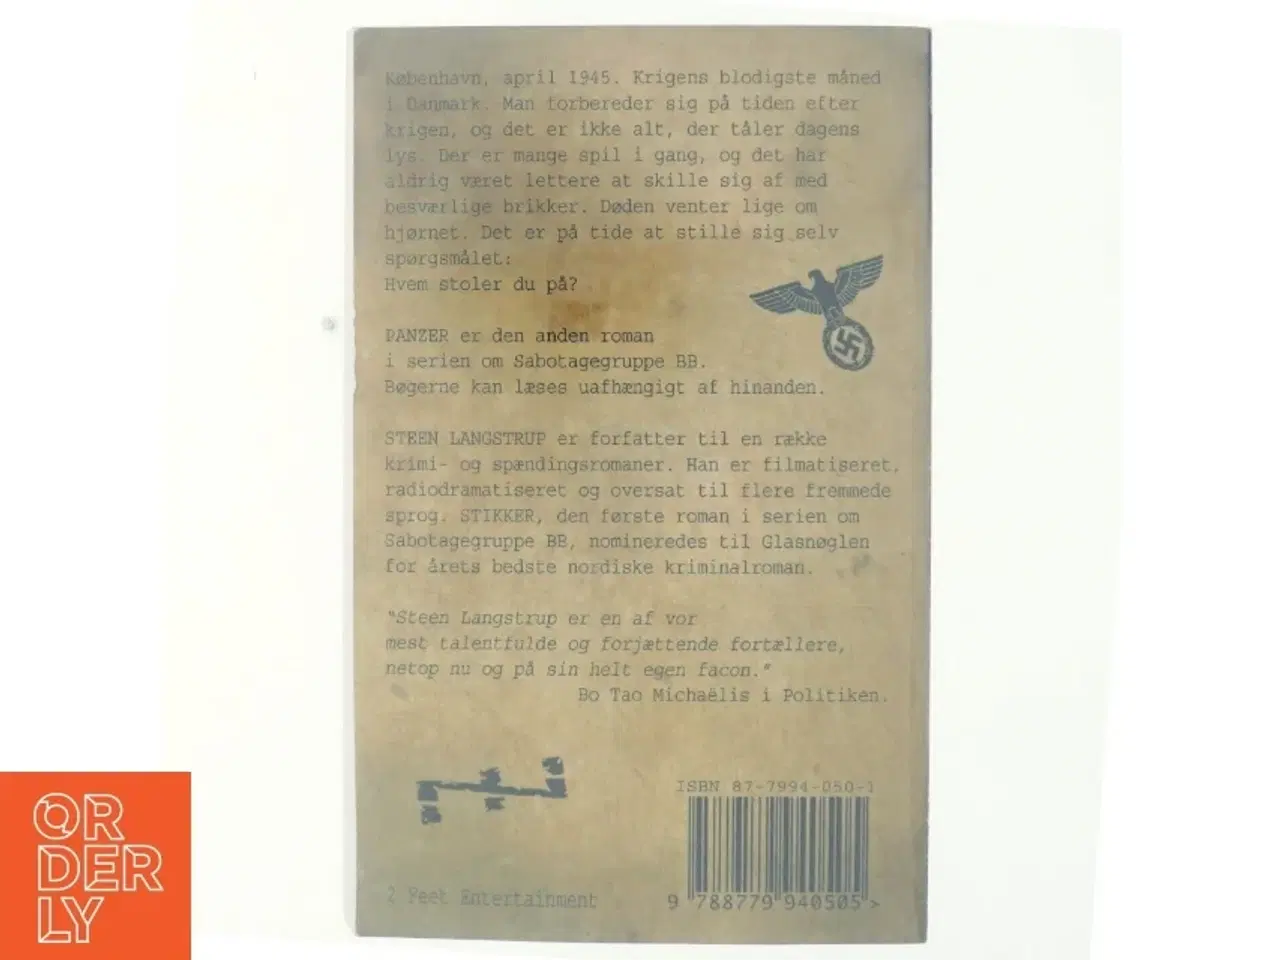 København, april 1945. Krigens blodigste måned
i Danmark. Man forbereder sig på tiden efter
krigen, og det er ikke alt, der tåler dagens
lys. Der er mange spil i gang, og det har
aldrig været lettere at skille sig af med
besværlige brikker. Døden venter lige om
hjørnet. Det er på tide at stille sig selv
spørgsmålet:
Hvem stoler du på?
PANZER er den anden roman
i serien om Sabotagegruppe BB.
Bøgerne kan læses uafhængigt af hinanden.
STEEN LANGSTRUP er forfatter til en række
krimi- og spændingsromaner. Han er filmatiseret,
radiodramatiseret og oversat til flere fremmede
sprog. STIKKER, den første roman i serien om
Sabotagegruppe BB, nomineredes til Glasnøglen
for årets bedste nordiske kriminalroman.
"Steen Langstrup er en af vor
mest talentfulde og forjættende fortællere,
netop nu og på sin helt egen facon."
Bo Tao Michaëlis i Politiken.
ISBN 87-7994-050-1
2 Feet Entertainment
9 788779 940505>
OR
DER
LY